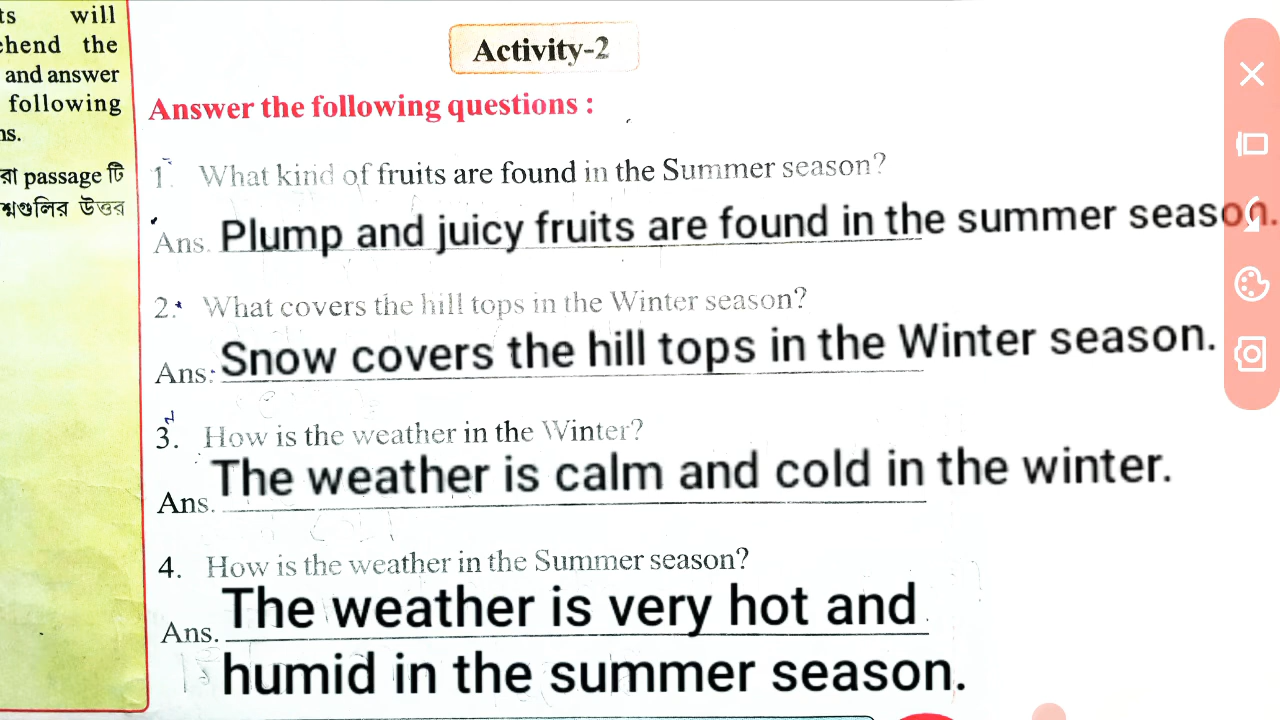 ts will
hend the
and answer
following
ns.
রা passage টি
শ্নগুলির উত্তর
Activity-2
Answer the following questions :
1. What kind of fruits are found in the Summer season?
Ans. Plump and juicy fruits are found in the summer season.
2. What covers the hill tops in the Winter season?
Ans: Snow covers the hill tops in the Winter season.
3. How is the weather in the Winter?
Ans. The weather is calm and cold in the winter.
4. How is the weather in the Summer season?
Ans. The weather is very hot and
humid in the summer season.